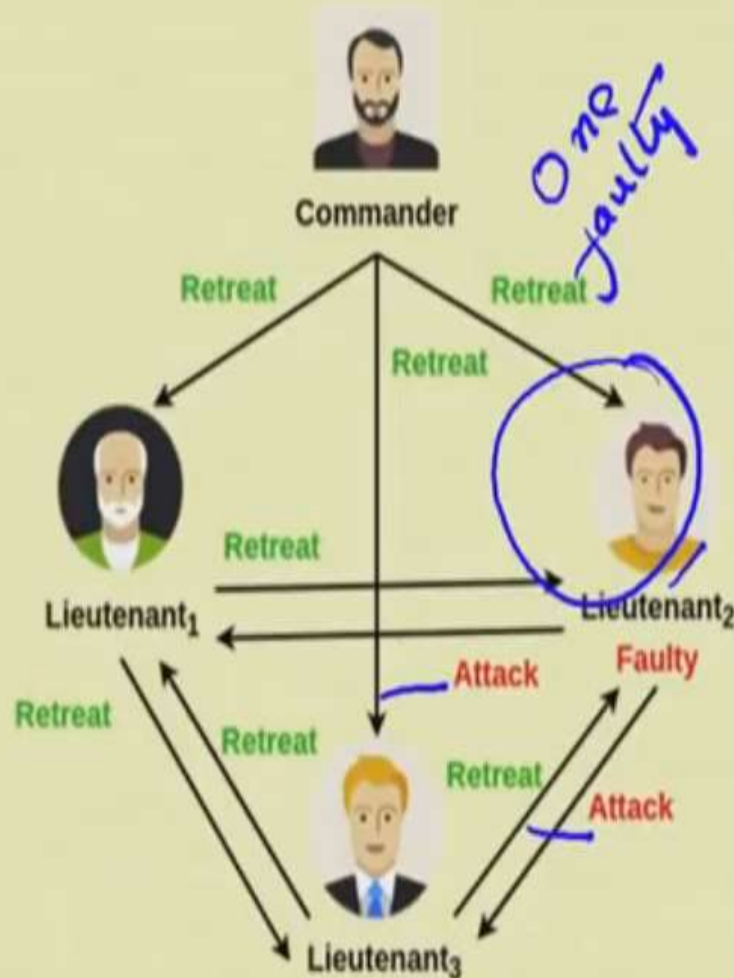 One
faulty
Commander
Retreat
Retreat
Retreat
Retreat
Lieutenant₁
Lieutenant₂
Faulty
Attack
Retreat
Retreat
Retreat
Attack
Lieutenant₃